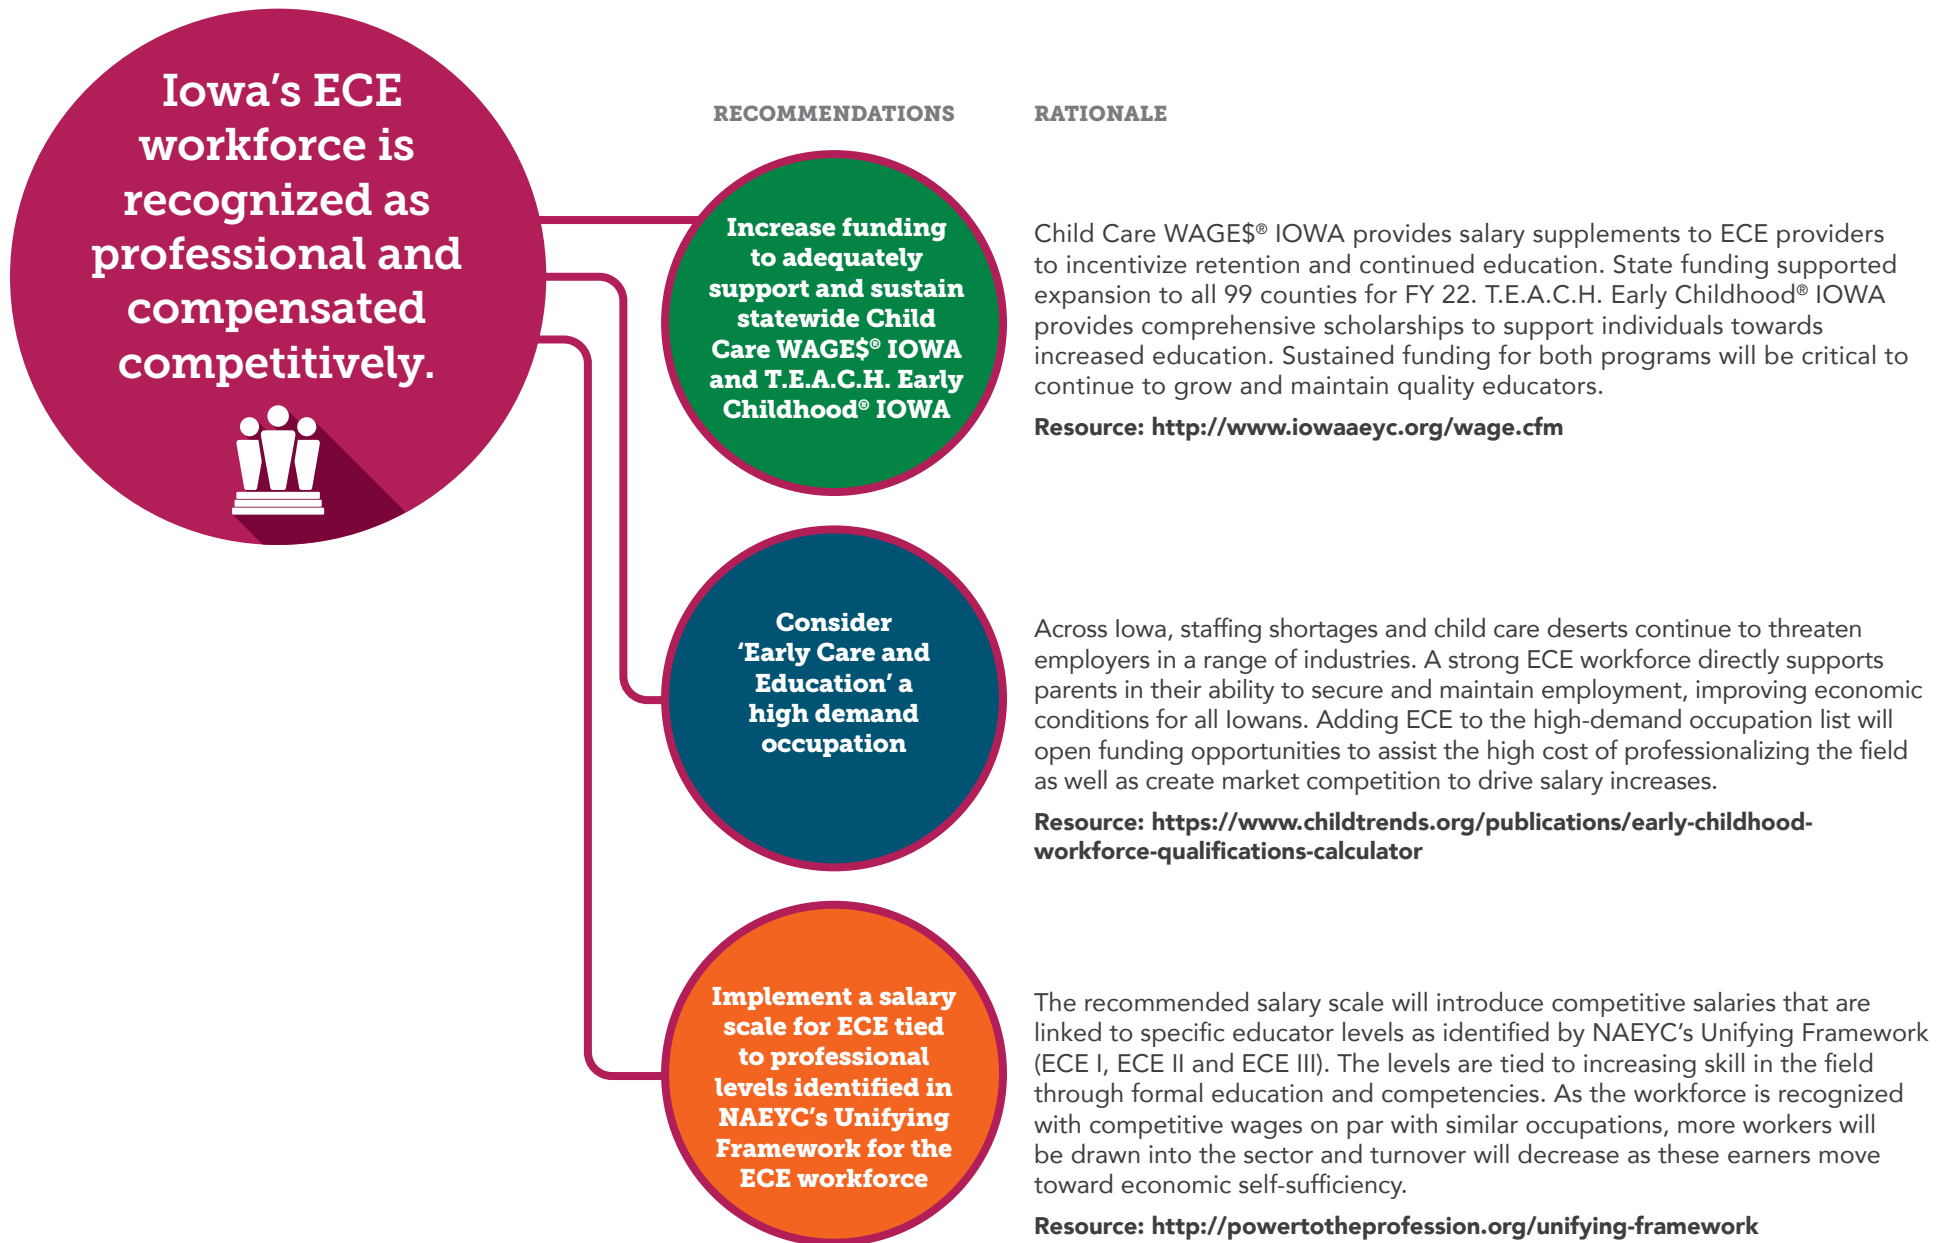 Iowa's ECE
workforce is
recognized as
professional and
compensated
competitively.
RECOMMENDATIONS
RATIONALE
Increase funding
to adequately
support and sustain
statewide Child
Care WAGE$® IOWA
and T.E.A.C.H. Early
Childhood® IOWA
Child Care WAGE$® IOWA provides salary supplements to ECE providers
to incentivize retention and continued education. State funding supported
expansion to all 99 counties for FY 22. T.E.A.C.H. Early Childhood® IOWA
provides comprehensive scholarships to support individuals towards
increased education. Sustained funding for both programs will be critical to
continue to grow and maintain quality educators.
Resource: http://www.iowaaeyc.org/wage.cfm
Consider
‘Early Care and
Education’ a
high demand
occupation
Across Iowa, staffing shortages and child care deserts continue to threaten
employers in a range of industries. A strong ECE workforce directly supports
parents in their ability to secure and maintain employment, improving economic
conditions for all Iowans. Adding ECE to the high-demand occupation list will
open funding opportunities to assist the high cost of professionalizing the field
as well as create market competition to drive salary increases.
Resource: https://www.childtrends.org/publications/early-childhood-
workforce-qualifications-calculator
Implement a salary
scale for ECE tied
to professional
levels identified in
NAEYC’s Unifying
Framework for the
ECE workforce
The recommended salary scale will introduce competitive salaries that are
linked to specific educator levels as identified by NAEYC’s Unifying Framework
(ECE I, ECE II and ECE III). The levels are tied to increasing skill in the field
through formal education and competencies. As the workforce is recognized
with competitive wages on par with similar occupations, more workers will
be drawn into the sector and turnover will decrease as these earners move
toward economic self-sufficiency.
Resource: http://powertotheprofession.org/unifying-framework